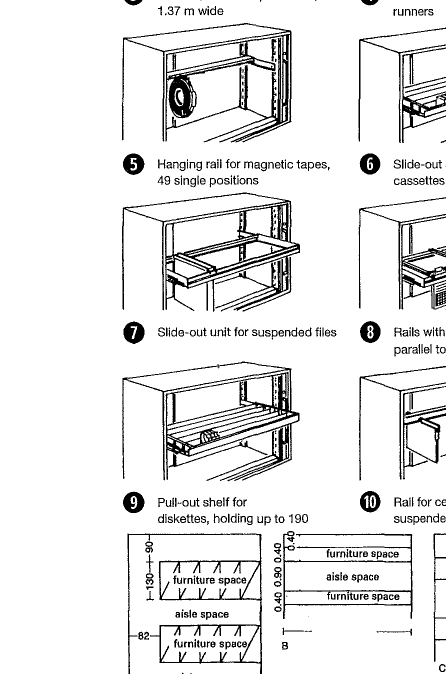 1.37 m wide
runners
5 Hanging rail for magnetic tapes,
49 single positions
6 Slide-out
cassettes
7 Slide-out unit for suspended files
8 Rails with
parallel to
9 Pull-out shelf for
diskettes, holding up to 190
10 Rail for ce
suspende
90
130
furniture space
aisle space
82
furniture space
0.40
0.40
furniture space
0.90
aisle space
0.40
furniture space
B
C